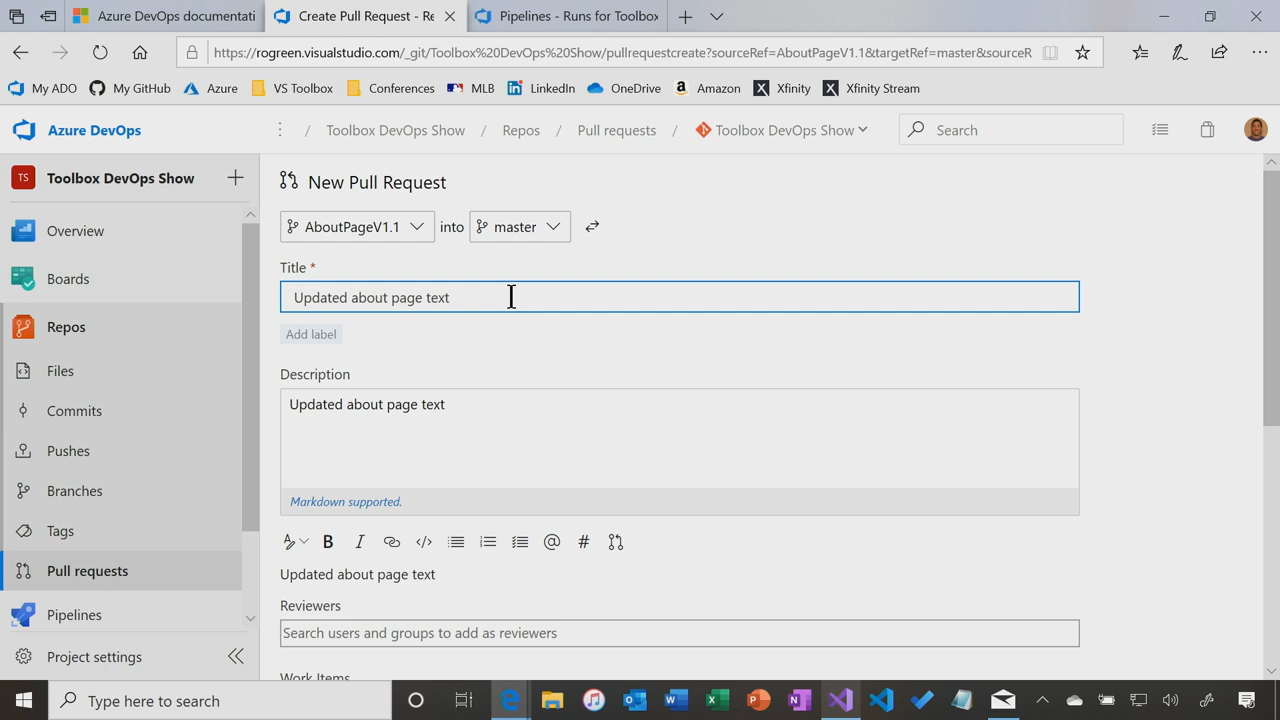 Azure DevOps documentati
Create Pull Request - Re
Pipelines - Runs for Toolbox
https://rogreen.visualstudio.com/_git/Toolbox%20DevOps%20Show/pullrequestcreate?sourceRef=AboutPageV1.1&targetRef=master&sourceR
My ADO
My GitHub
Azure
VS Toolbox
Conferences
MLB
LinkedIn
OneDrive
Amazon
Xfinity
Xfinity Stream
Azure DevOps
/ Toolbox DevOps Show / Repos / Pull requests / Toolbox DevOps Show
Search
TS
Toolbox DevOps Show
Overview
Boards
Repos
Files
Commits
Pushes
Branches
Tags
Pull requests
Pipelines
Project settings
New Pull Request
AboutPageV1.1 into master
Title *
Updated about page text
Add label
Description
Updated about page text
Markdown supported.
Updated about page text
Reviewers
Search users and groups to add as reviewers
Work Items
Type here to search